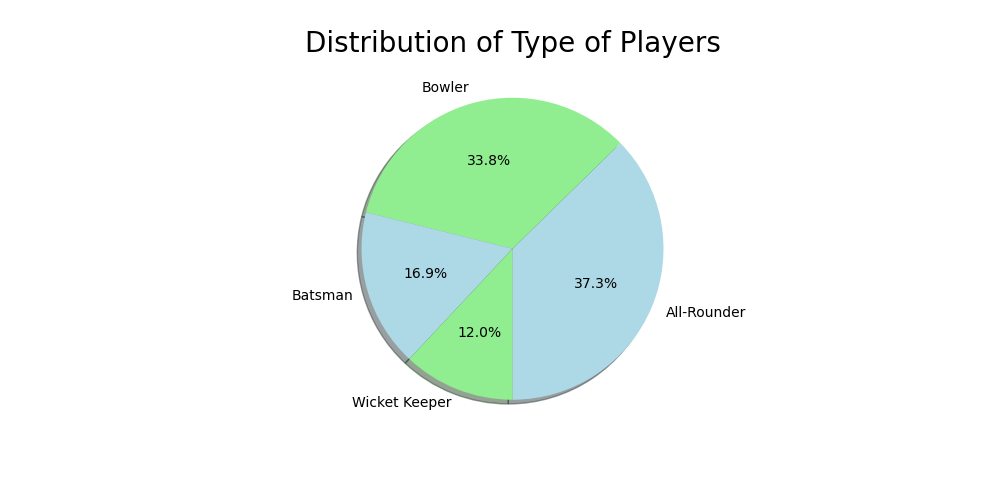 Distribution of Type of Players
Bowler
33.8%
16.9%
37.3%
Batsman
All-Rounder
12.0%
Wicket Keeper